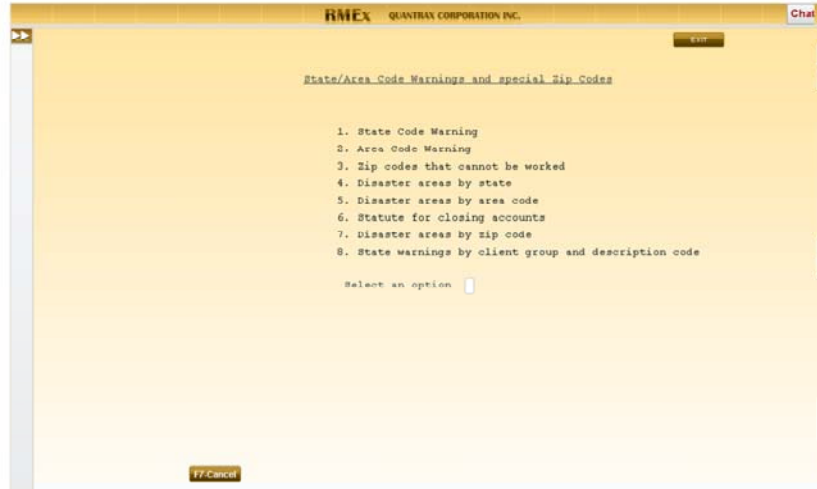 RMEx QUANTRAX CORPORATION INC.
Chat
EXIT
State/Area Code Warnings and special Zip Codes
1. State Code Warning
2. Area Code Warning
3. Zip codes that cannot be worked
4. Disaster areas by state
5. Disaster areas by area code
6. Statute for closing accounts
7. Disaster areas by zip code
8. State warnings by client group and description code
Select an option
F7-Cancel